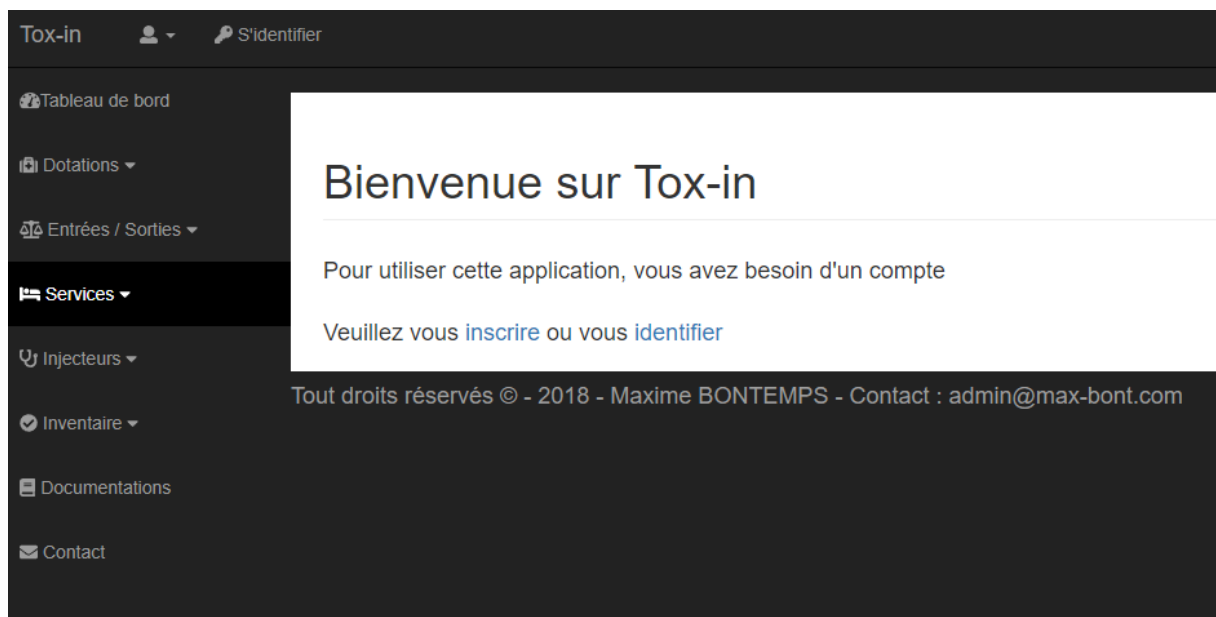 Tox-in
S'identifier
Tableau de bord
Dotations
Entrées / Sorties
Services
Injecteurs
Inventaire
Documentations
Contact
Bienvenue sur Tox-in
Pour utiliser cette application, vous avez besoin d'un compte
Veuillez vous inscrire ou vous identifier
Tout droits réservés © - 2018 - Maxime BONTEMPS - Contact : admin@max-bont.com